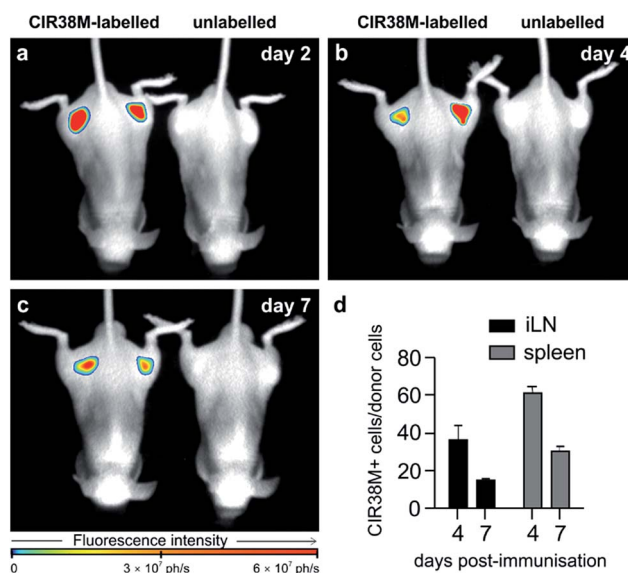 CIR38M-labelled unlabelled CIR38M-labelled unlabelled
a day 2 b day 4
c day 7 d
iLN
spleen
CIR38M+ cells/donor cells
80
60
40
20
0
4 7 4 7
days post-immunisation
Fluorescence intensity
0 3 × 10⁷ ph/s 6 × 10⁷ ph/s